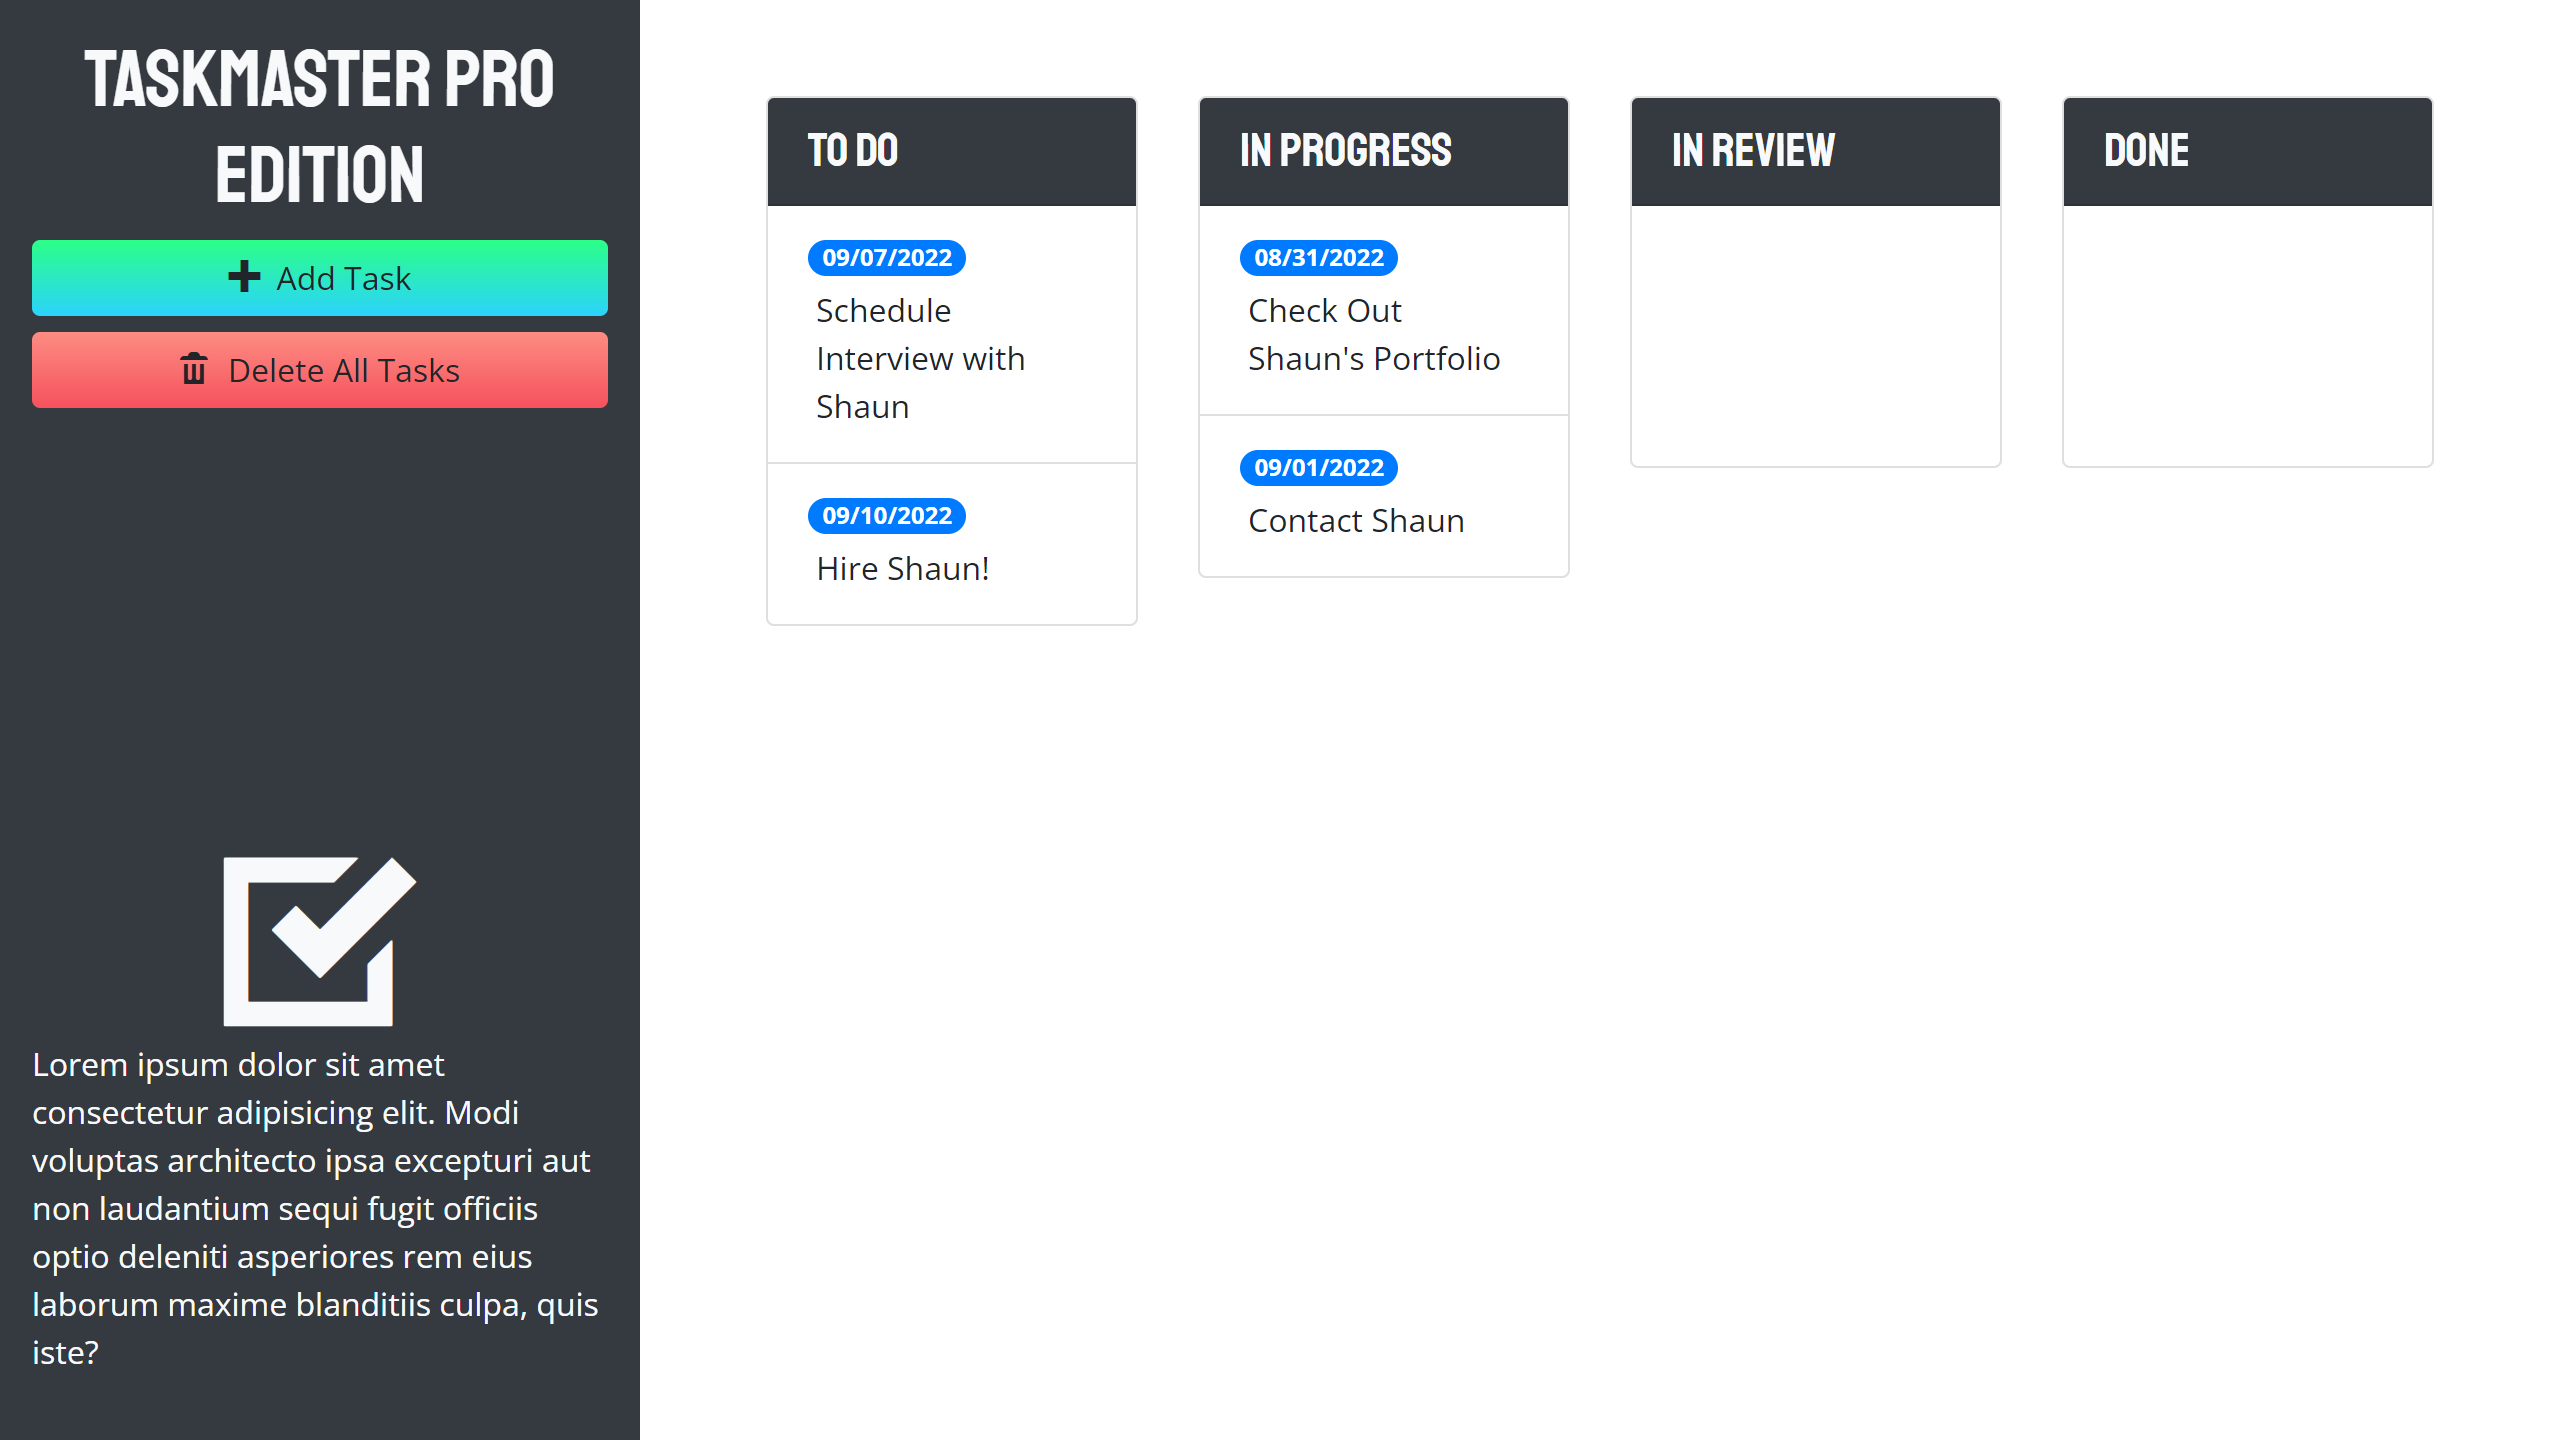 TASKMASTER PRO
EDITION
Add Task
Delete All Tasks
Lorem ipsum dolor sit amet
consectetur adipisicing elit. Modi
voluptas architecto ipsa excepturi aut
non laudantium sequi fugit officiis
optio deleniti asperiores rem eius
laborum maxime blanditiis culpa, quis
iste?
TO DO
09/07/2022
Schedule
Interview with
Shaun
09/10/2022
Hire Shaun!
IN PROGRESS
08/31/2022
Check Out
Shaun's Portfolio
09/01/2022
Contact Shaun
IN REVIEW
DONE